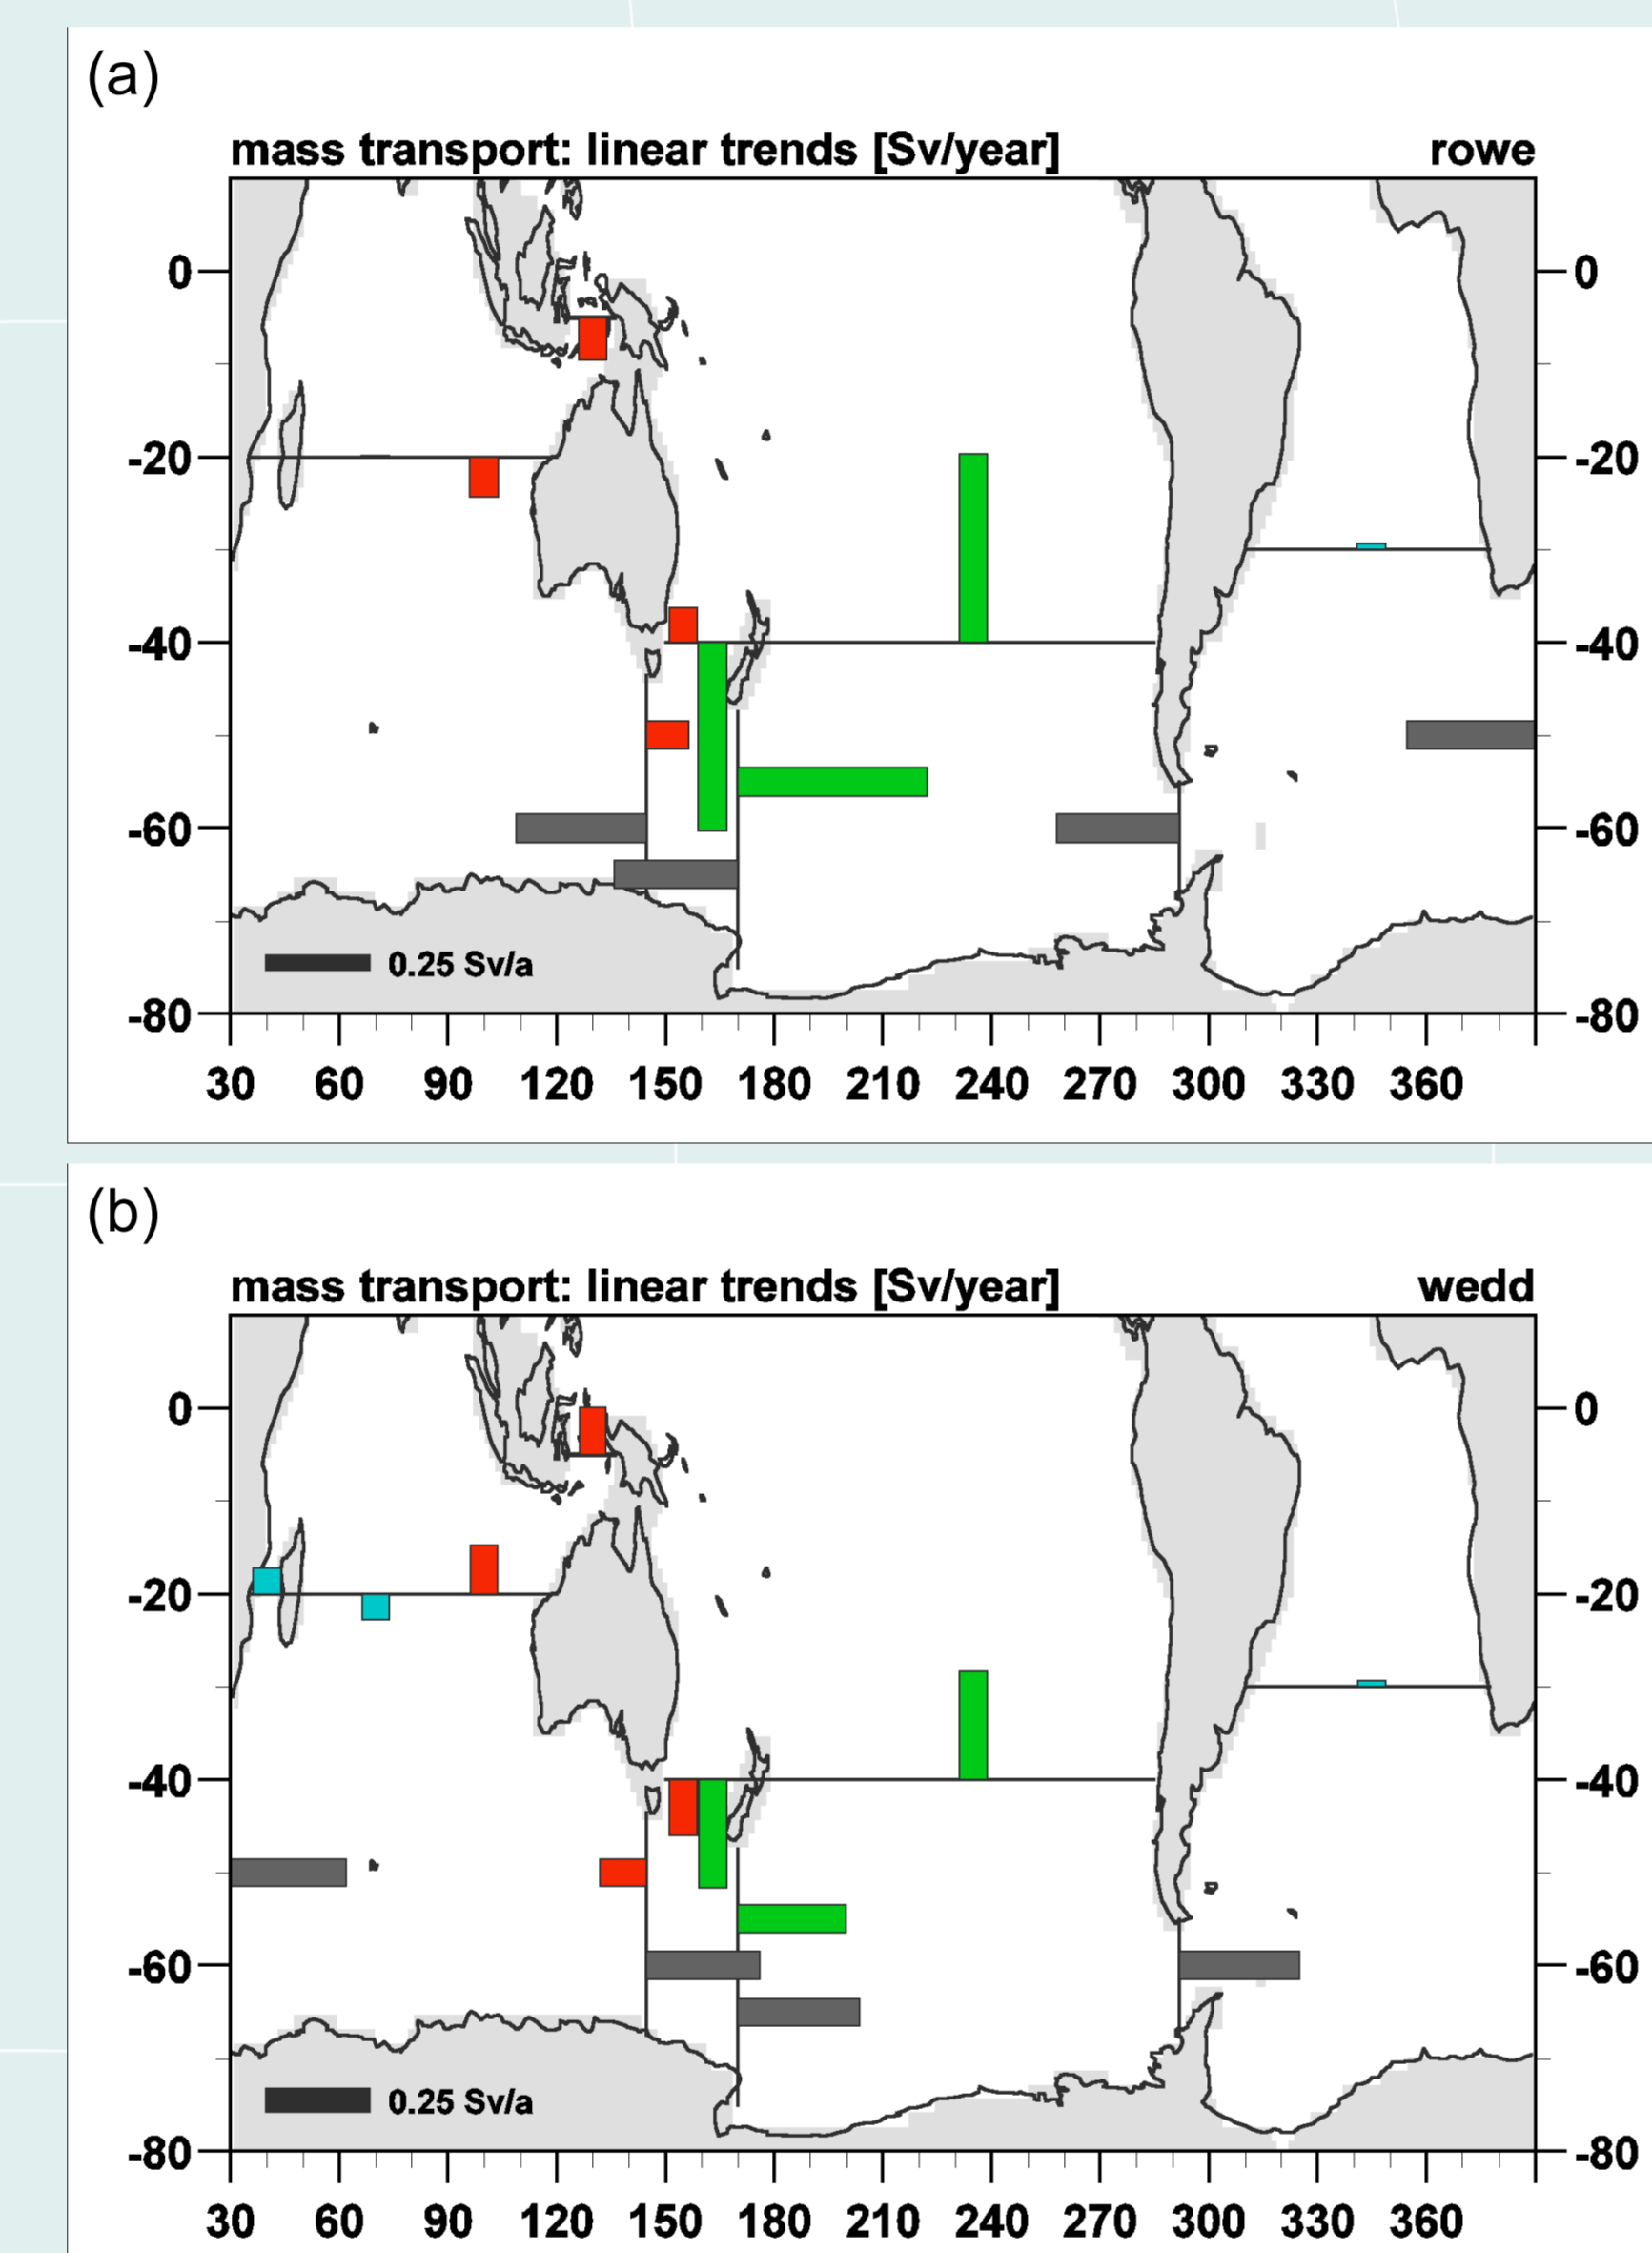 (a)
mass transport: linear trends [Sv/year] rowe
0 0
-20 -20
-40 -40
-60 -60
0.25 Sv/a
-80 -80
30 60 90 120 150 180 210 240 270 300 330 360
(b)
mass transport: linear trends [Sv/year] wedd
0 0
-20 -20
-40 -40
-60 -60
0.25 Sv/a
-80 -80
30 60 90 120 150 180 210 240 270 300 330 360